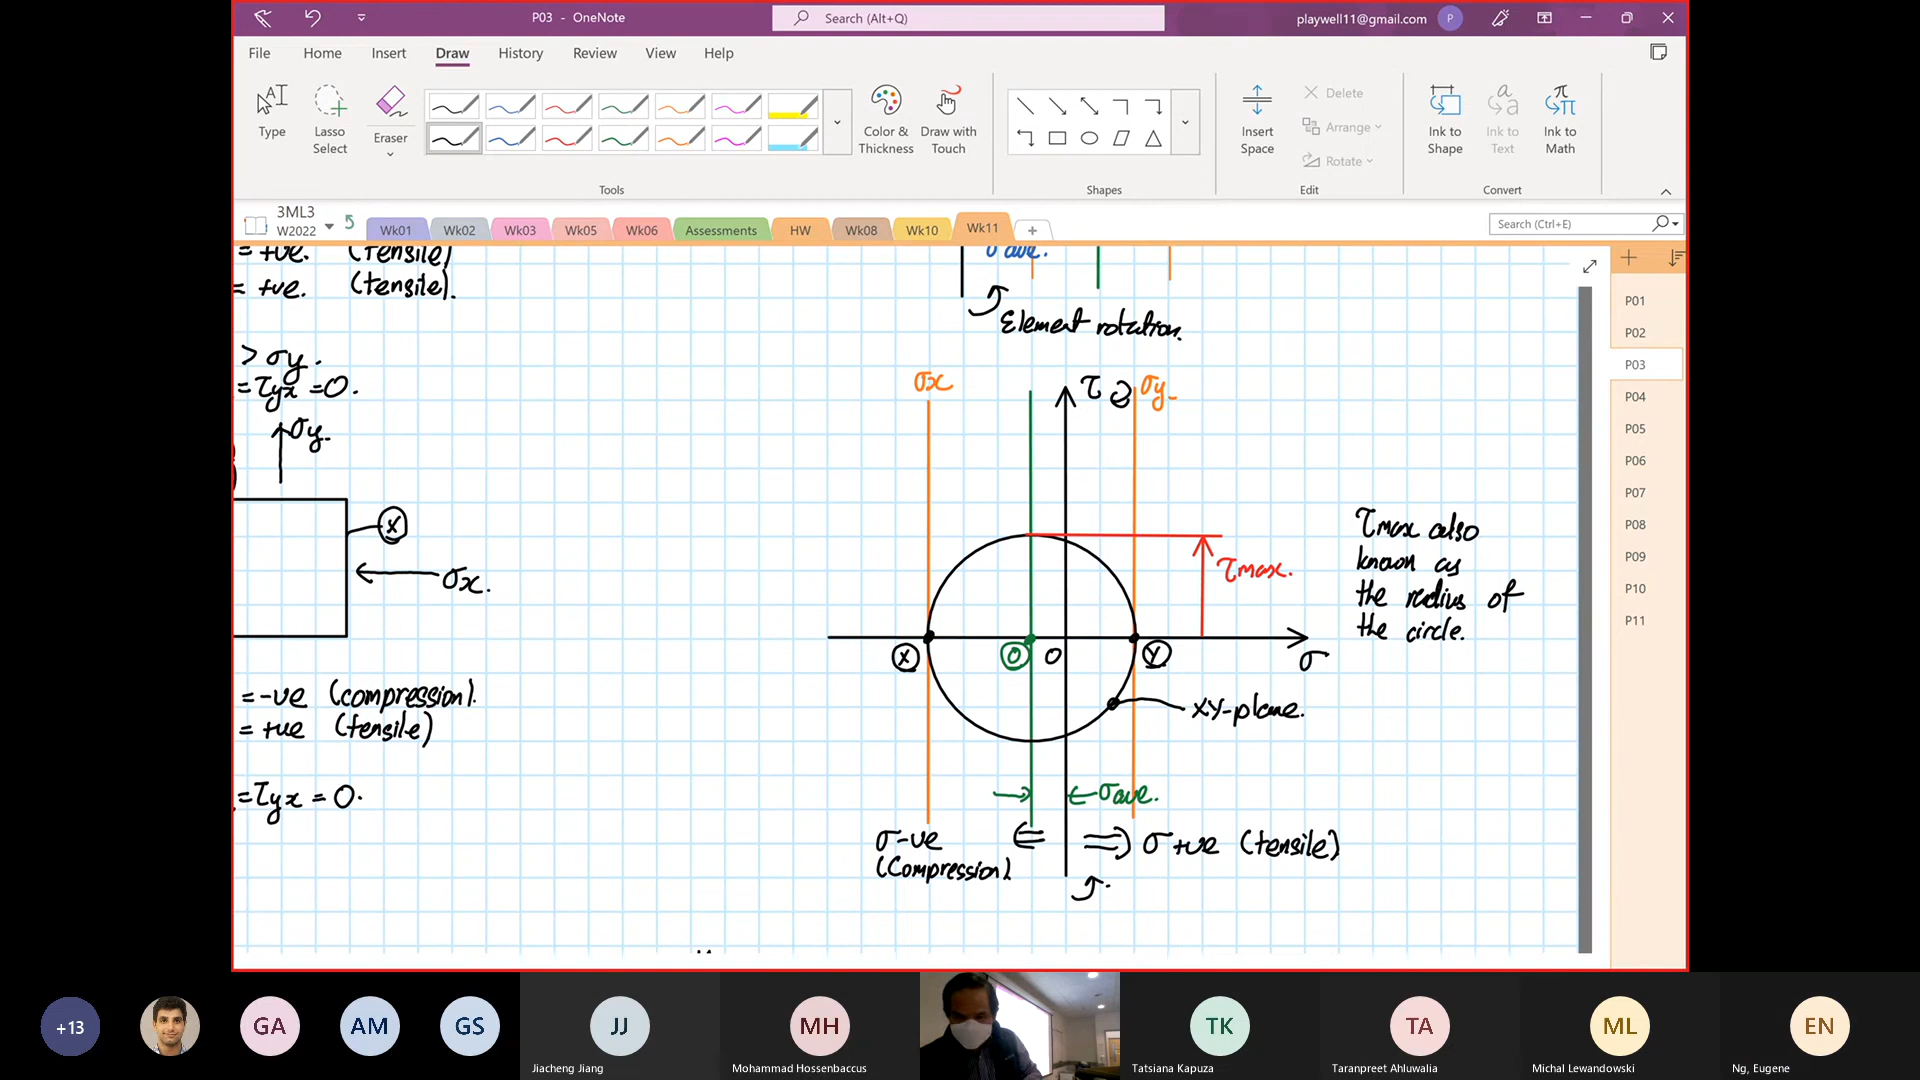 P03 - OneNote
Search (Alt+Q)
playwell11@gmail.com
P
File Home Insert Draw History Review View Help
Type
Lasso Select
Eraser
Color & Thickness
Draw with Touch
Insert Space
Delete
Arrange
Rotate
Ink to Shape
Ink to Text
Ink to Math
Tools
Shapes
Edit
Convert
3ML3 W2022
Wk01 Wk02 Wk03 Wk05 Wk06 Assessments HW Wk08 Wk10 Wk11
Search (Ctrl+E)
P01
P02
P03
P04
P05
P06
P07
P08
P09
P10
P11
= +ve. (tensile)
= +ve. (tensile).
> σy.
= τyx = 0.
σy.
X
σx.
= -ve (compression).
= +ve (tensile)
= τyx = 0.
σave.
Element rotation.
σx
τ
σy.
τmax.
τmax also
known as
the radius of
the circle.
X
O
O
Y
σ
XY-plane.
σave.
σ-ve
(Compression)
σ+ve (tensile)
+13
GA
AM
GS
JJ
Jiacheng Jiang
MH
Mohammad Hossenbaccus
TK
Tatsiana Kapuza
TA
Taranpreet Ahluwalia
ML
Michal Lewandowski
EN
Ng, Eugene